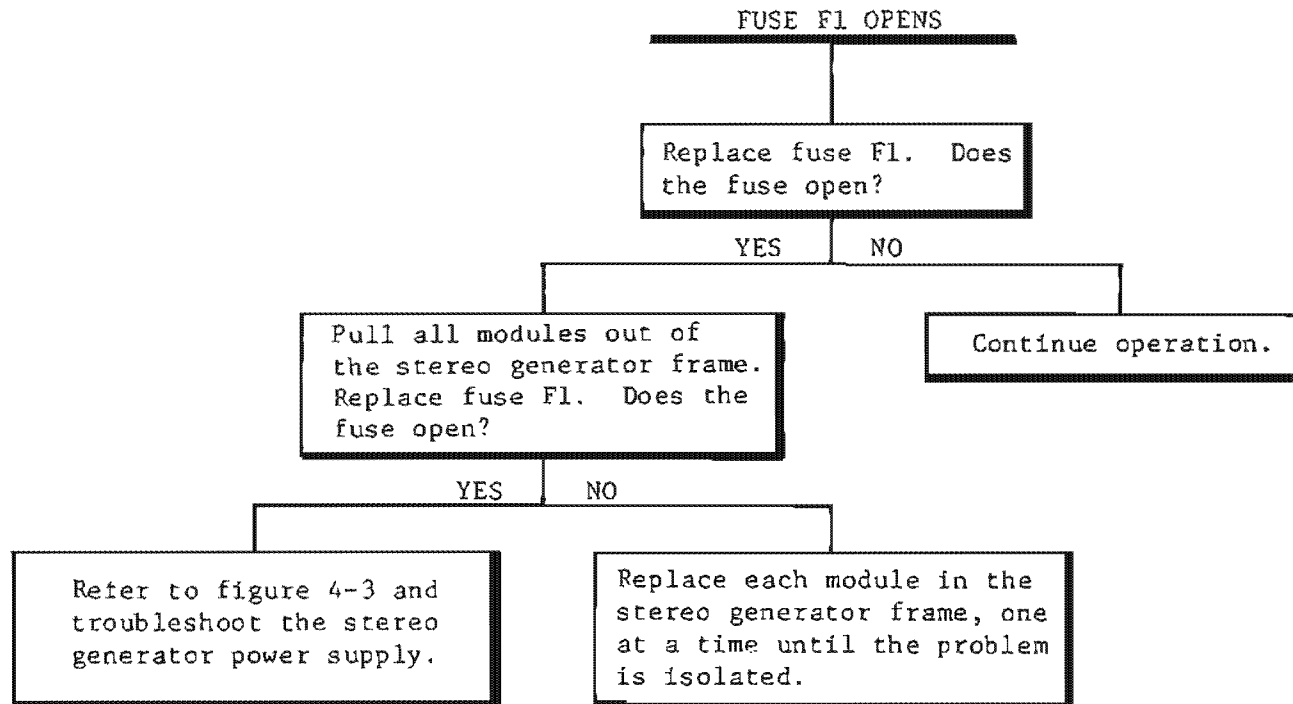 FUSE F1 OPENS
Replace fuse F1. Does
the fuse open?
YES NO
Pull all modules out of
the stereo generator frame.
Replace fuse F1. Does the
fuse open?
Continue operation.
YES NO
Refer to figure 4-3 and
troubleshoot the stereo
generator power supply.
Replace each module in the
stereo generator frame, one
at a time until the problem
is isolated.